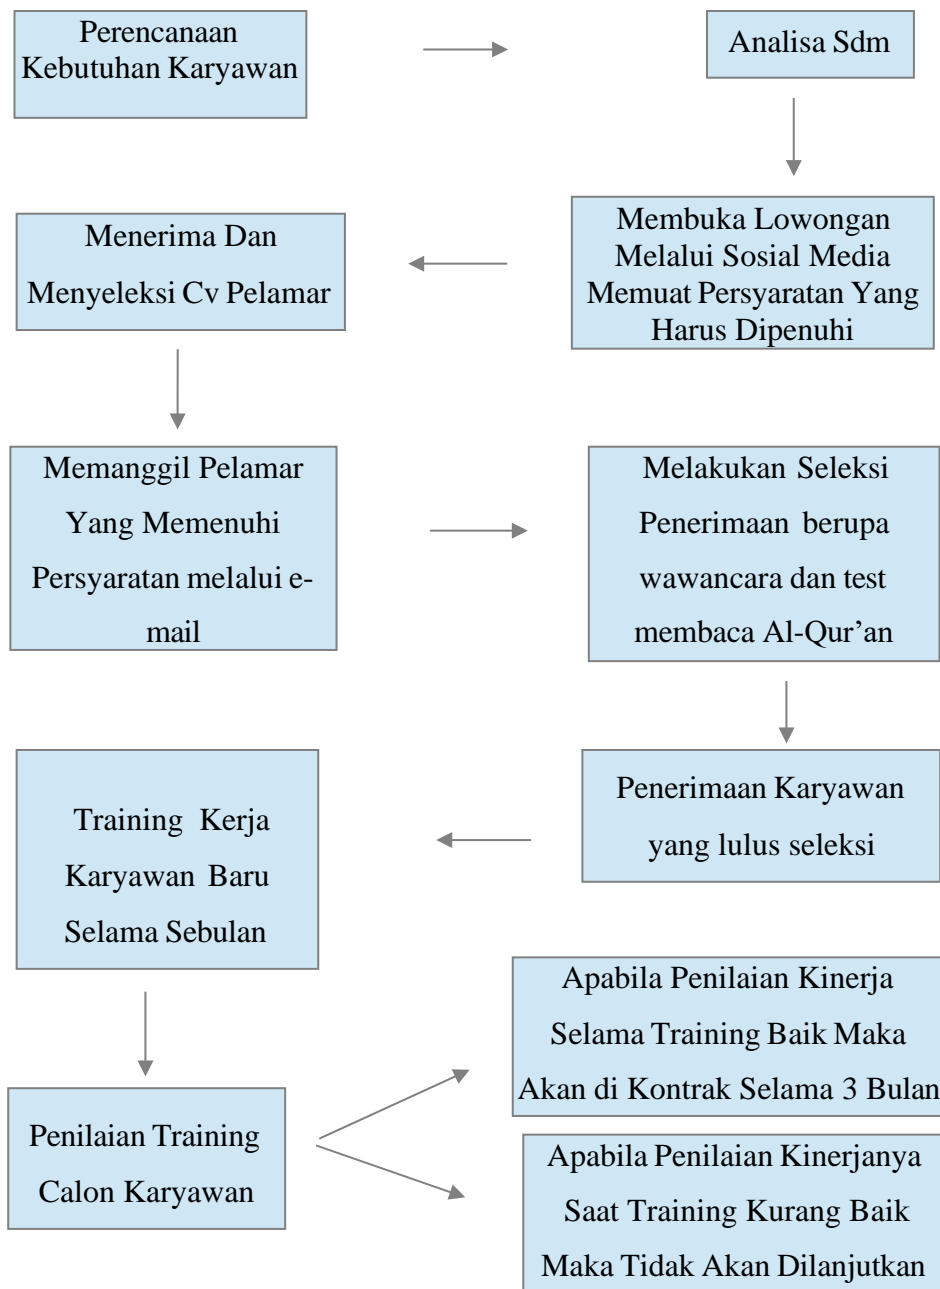 Perencanaan
Kebutuhan Karyawan
Analisa Sdm
Membuka Lowongan
Melalui Sosial Media
Memuat Persyaratan Yang
Harus Dipenuhi
Menerima Dan
Menyeleksi Cv Pelamar
Memanggil Pelamar
Yang Memenuhi
Persyaratan melalui e-
mail
Melakukan Seleksi
Penerimaan berupa
wawancara dan test
membaca Al-Qur’an
Penerimaan Karyawan
yang lulus seleksi
Training Kerja
Karyawan Baru
Selama Sebulan
Penilaian Training
Calon Karyawan
Apabila Penilaian Kinerja
Selama Training Baik Maka
Akan di Kontrak Selama 3 Bulan
Apabila Penilaian Kinerjanya
Saat Training Kurang Baik
Maka Tidak Akan Dilanjutkan